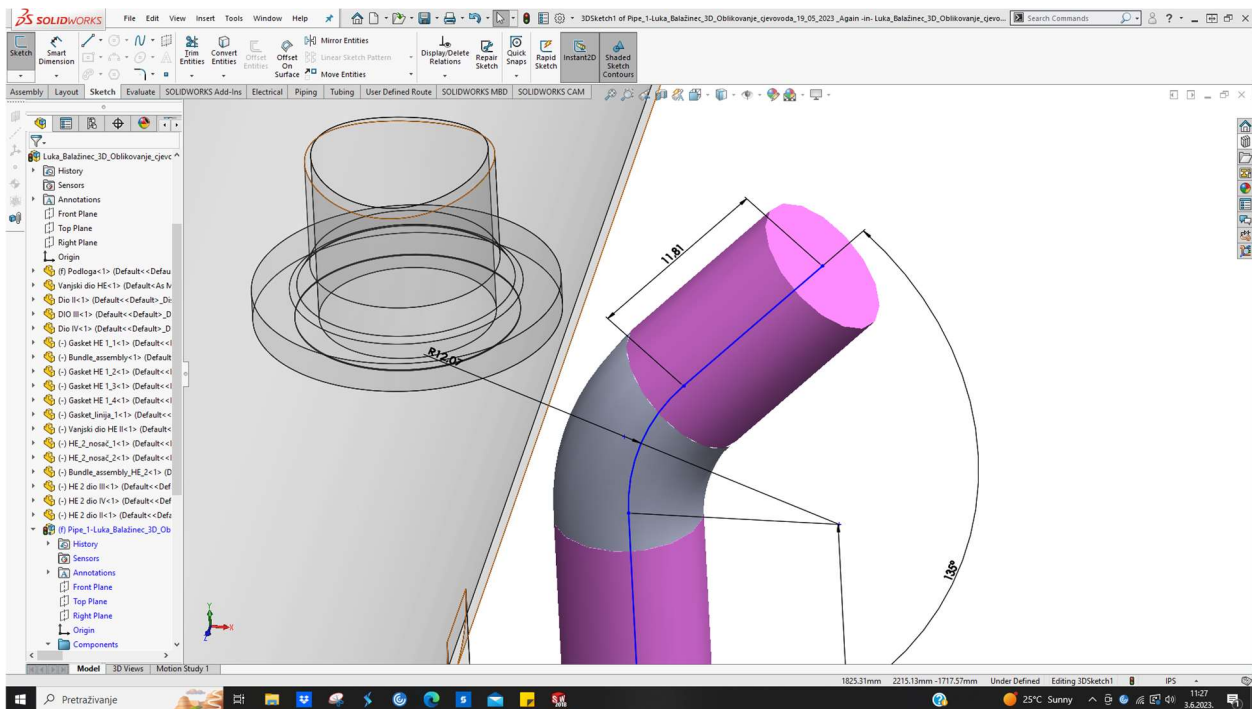 SOLIDWORKS File Edit View Insert Tools Window Help 3DSketch1 of Pipe_1-Luka_Balažinec_3D_Oblikovanje_cjevovoda_19_05_2023 _Again -in- Luka_Balažinec_3D_Oblikovanje_cjevo... Search Commands
Sketch Smart Dimension Trim Entities Convert Entities Offset Entities Offset On Surface Mirror Entities Linear Sketch Pattern Move Entities Display/Delete Relations Repair Sketch Quick Snaps Rapid Sketch Instant2D Shaded Sketch Contours
Assembly Layout Sketch Evaluate SOLIDWORKS Add-Ins Electrical Piping Tubing User Defined Route SOLIDWORKS MBD SOLIDWORKS CAM
Luka_Balažinec_3D_Oblikovanje_cjevc
History
Sensors
Annotations
Front Plane
Top Plane
Right Plane
Origin
(f) Podloga<1> (Default<<Defau
Vanjski dio HE<1> (Default<As M
Dio II<1> (Default<<Default>_Dis
DIO III<1> (Default<<Default>_D
Dio IV<1> (Default<<Default>_D
(-) Gasket HE 1_1<1> (Default<<I
(-) Bundle_assembly<1> (Default
(-) Gasket HE 1_2<1> (Default<<I
(-) Gasket HE 1_3<1> (Default<<I
(-) Gasket HE 1_4<1> (Default<<I
(-) Gasket_linija_1<1> (Default<<
(-) Vanjski dio HE II<1> (Default<
(-) HE_2_nosač_1<1> (Default<<I
(-) HE_2_nosač_2<1> (Default<<I
(-) Bundle_assembly_HE_2<1> (D
(-) HE 2 dio III<1> (Default<<Def
(-) HE 2 dio IV<1> (Default<<Def
(-) HE 2 dio II<1> (Default<<Defa
(f) Pipe_1-Luka_Balažinec_3D_Ob
History
Sensors
Annotations
Front Plane
Top Plane
Right Plane
Origin
Components
11.81
R12.07
135°
Y
X
Z
Model 3D Views Motion Study 1
1825.31mm 2215.13mm -1717.57mm Under Defined Editing 3DSketch1 IPS
Pretraživanje 25°C Sunny 11:27
3.6.2023.